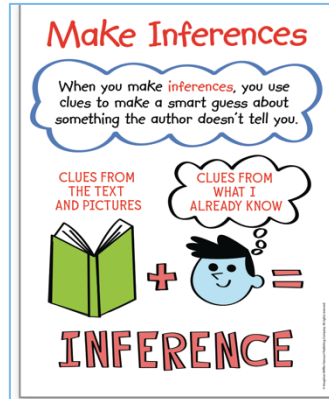 Make Inferences
When you make inferences, you use
clues to make a smart guess about
something the author doesn't tell you.
CLUES FROM
THE TEXT
AND PICTURES
CLUES FROM
WHAT I
ALREADY KNOW
+
=
INFERENCE